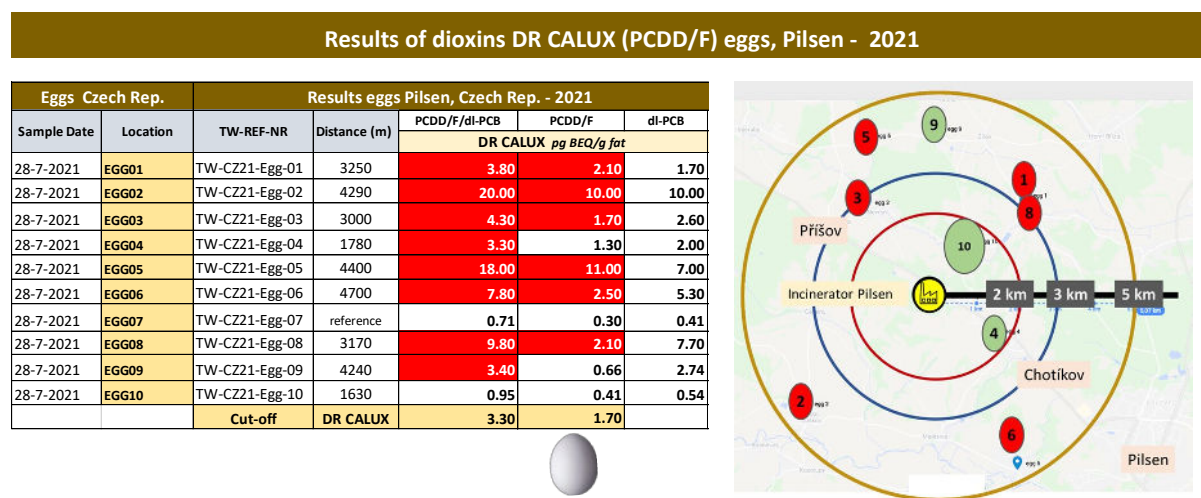 Results of dioxins DR CALUX (PCDD/F) eggs, Pilsen - 2021
Eggs Czech Rep. Results eggs Pilsen, Czech Rep. - 2021
Sample Date Location TW-REF-NR Distance (m) PCDD/F/dl-PCB PCDD/F dl-PCB
DR CALUX pg BEQ/g fat
28-7-2021 EGG01 TW-CZ21-Egg-01 3250 3.80 2.10 1.70
28-7-2021 EGG02 TW-CZ21-Egg-02 4290 20.00 10.00 10.00
28-7-2021 EGG03 TW-CZ21-Egg-03 3000 4.30 1.70 2.60
28-7-2021 EGG04 TW-CZ21-Egg-04 1780 3.30 1.30 2.00
28-7-2021 EGG05 TW-CZ21-Egg-05 4400 18.00 11.00 7.00
28-7-2021 EGG06 TW-CZ21-Egg-06 4700 7.80 2.50 5.30
28-7-2021 EGG07 TW-CZ21-Egg-07 reference 0.71 0.30 0.41
28-7-2021 EGG08 TW-CZ21-Egg-08 3170 9.80 2.10 7.70
28-7-2021 EGG09 TW-CZ21-Egg-09 4240 3.40 0.66 2.74
28-7-2021 EGG10 TW-CZ21-Egg-10 1630 0.95 0.41 0.54
Cut-off DR CALUX 3.30 1.70
9
5
1
3
8
Příšov
10
Incinerator Pilsen
2 km 3 km 5 km
4
Chotíkov
2
6
Pilsen